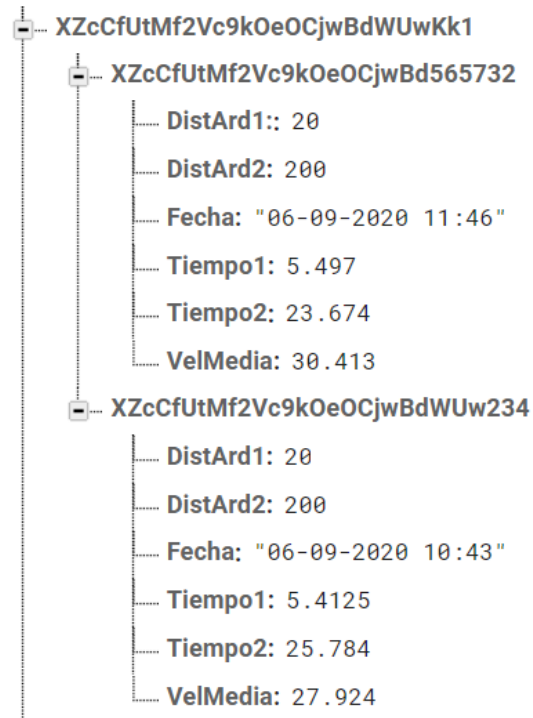 XZcCfUtMf2Vc9kOeOCjwBdWUwKk1
XZcCfUtMf2Vc9kOeOCjwBd565732
DistArd1:: 20
DistArd2: 200
Fecha: "06-09-2020 11:46"
Tiempo1: 5.497
Tiempo2: 23.674
VelMedia: 30.413
XZcCfUtMf2Vc9kOeOCjwBdWUw234
DistArd1: 20
DistArd2: 200
Fecha: "06-09-2020 10:43"
Tiempo1: 5.4125
Tiempo2: 25.784
VelMedia: 27.924